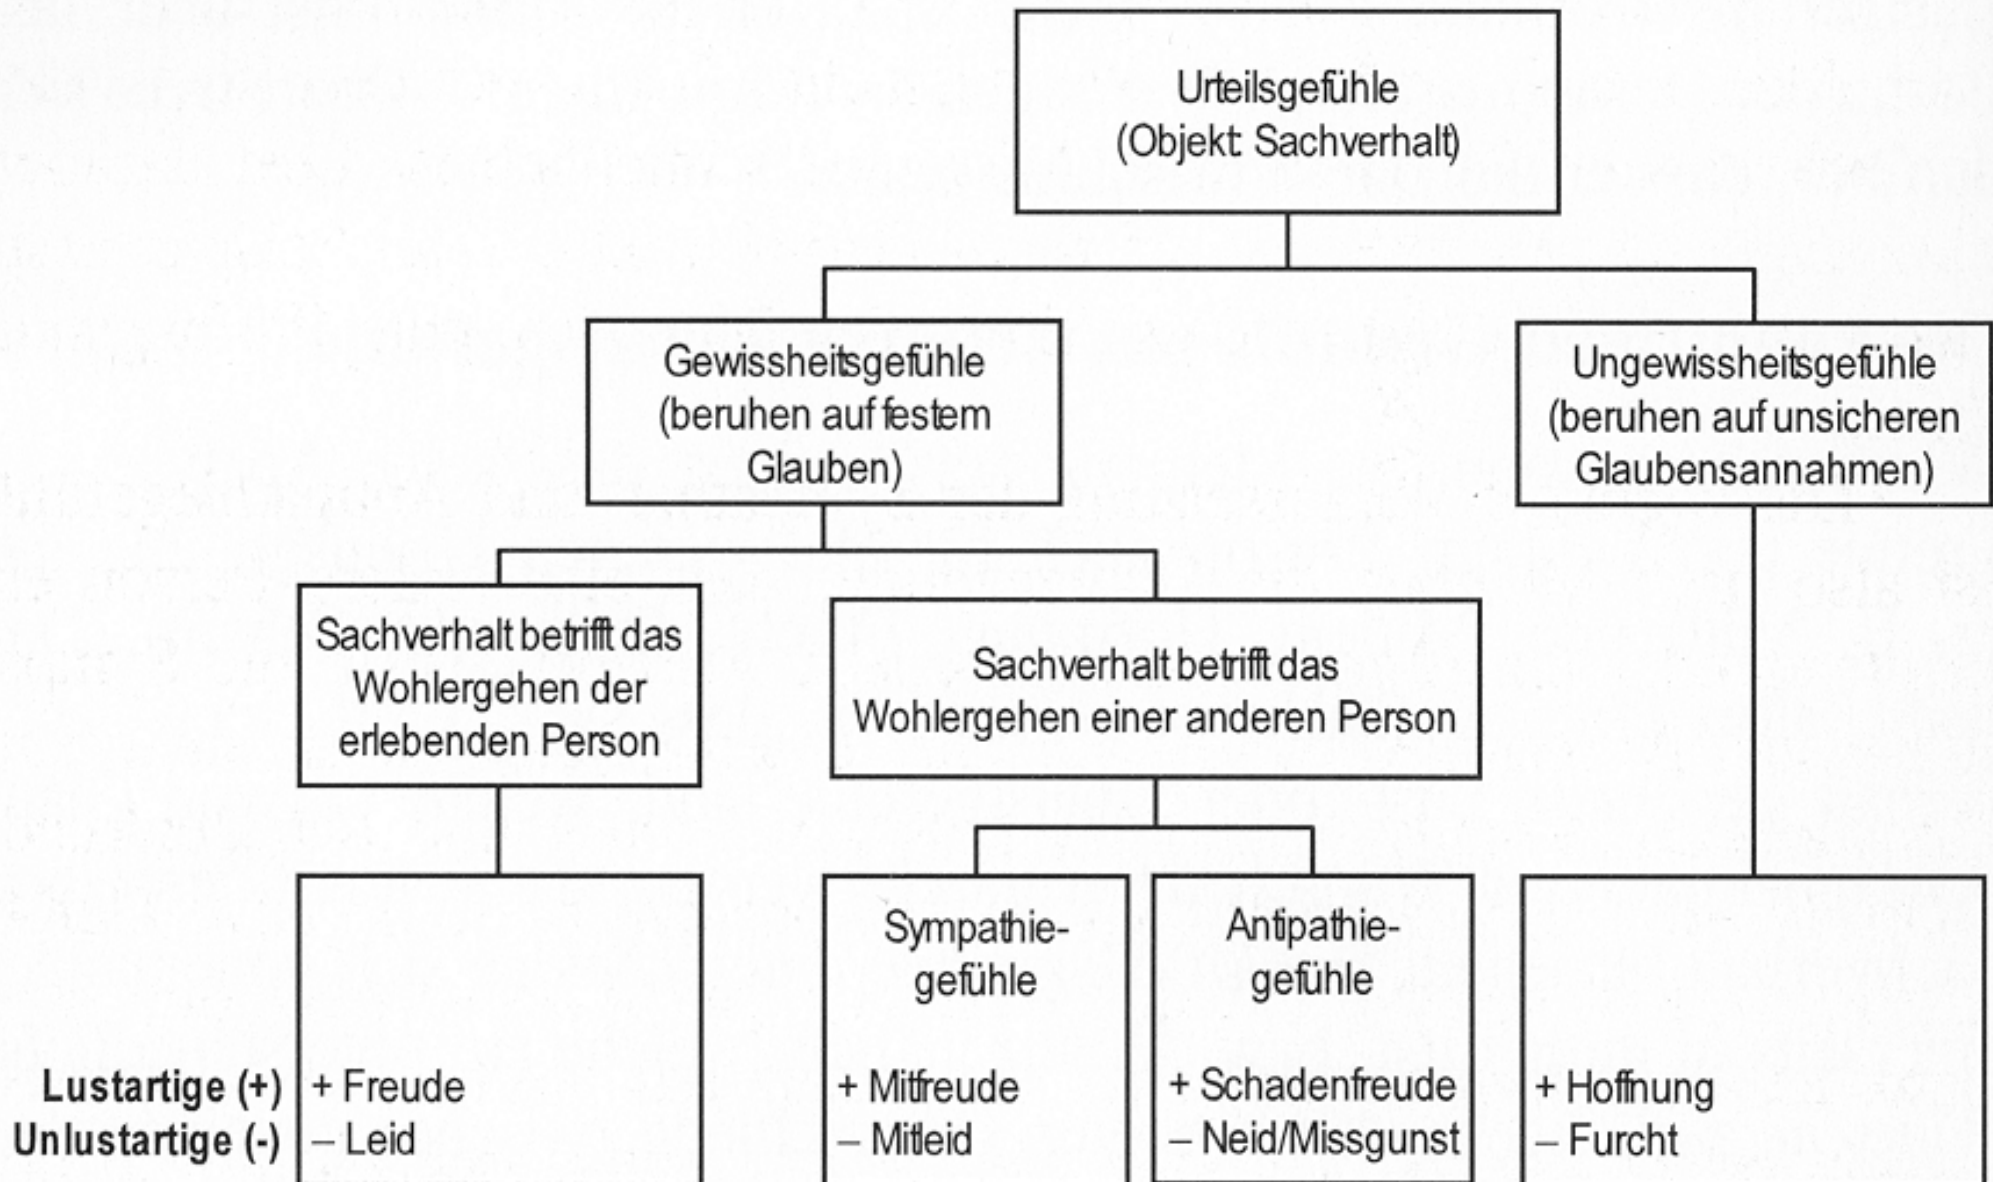 Urteilsgefühle
(Objekt: Sachverhalt)
Gewissheitsgefühle
(beruhen auf festem
Glauben)
Ungewissheitsgefühle
(beruhen auf unsicheren
Glaubensannahmen)
Sachverhalt betrifft das
Wohlergehen der
erlebenden Person
Sachverhalt betrifft das
Wohlergehen einer anderen Person
Sympathie-
gefühle
Antipathie-
gefühle
Lustartige (+)
Unlustartige (-)
+ Freude
– Leid
+ Mitfreude
– Mitleid
+ Schadenfreude
– Neid/Missgunst
+ Hoffnung
– Furcht